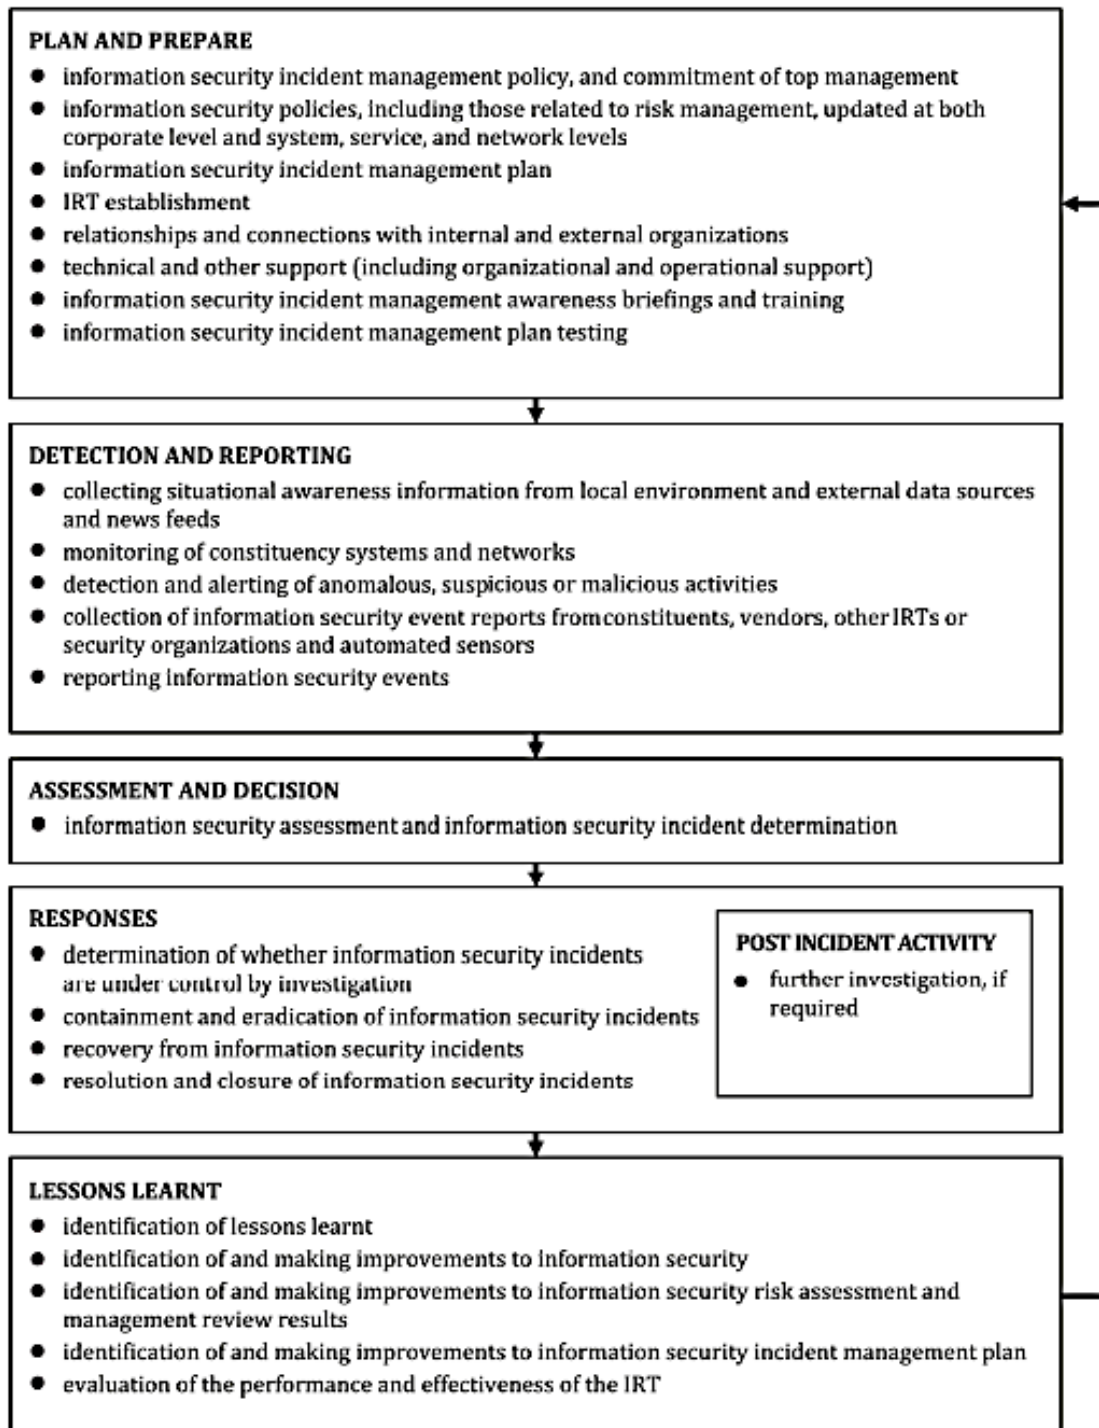 PLAN AND PREPARE
● information security incident management policy, and commitment of top management
● information security policies, including those related to risk management, updated at both
corporate level and system, service, and network levels
● information security incident management plan
● IRT establishment
● relationships and connections with internal and external organizations
● technical and other support (including organizational and operational support)
● information security incident management awareness briefings and training
● information security incident management plan testing
DETECTION AND REPORTING
● collecting situational awareness information from local environment and external data sources
and news feeds
● monitoring of constituency systems and networks
● detection and alerting of anomalous, suspicious or malicious activities
● collection of information security event reports from constituents, vendors, other IRTs or
security organizations and automated sensors
● reporting information security events
ASSESSMENT AND DECISION
● information security assessment and information security incident determination
RESPONSES
● determination of whether information security incidents
are under control by investigation
● containment and eradication of information security incidents
● recovery from information security incidents
● resolution and closure of information security incidents
POST INCIDENT ACTIVITY
● further investigation, if
required
LESSONS LEARNT
● identification of lessons learnt
● identification of and making improvements to information security
● identification of and making improvements to information security risk assessment and
management review results
● identification of and making improvements to information security incident management plan
● evaluation of the performance and effectiveness of the IRT